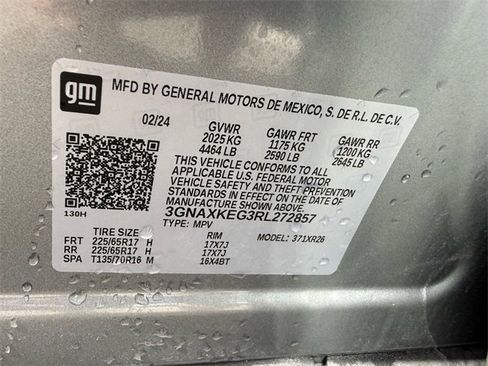 gm
MFD BY GENERAL MOTORS DE MEXICO, S. DE R.L. DE C.V.
02/24 GVWR GAWR FRT GAWR RR
2025 KG 1175 KG 1200 KG
4464 LB 2590 LB 2645 LB
THIS VEHICLE CONFORMS TO ALL
APPLICABLE U.S. FEDERAL MOTOR
VEHICLE SAFETY AND THEFT PREVENTION
STANDARDS IN EFFECT ON THE DATE OF
MANUFACTURE SHOWN ABOVE.
3GNAXKEG3RL272857
130H
TYPE: MPV
TIRE SIZE RIM MODEL: 371XR26
FRT 225/65R17 H 17X7J
RR 225/65R17 H 17X7J
SPA T135/70R16 M 16X4BT